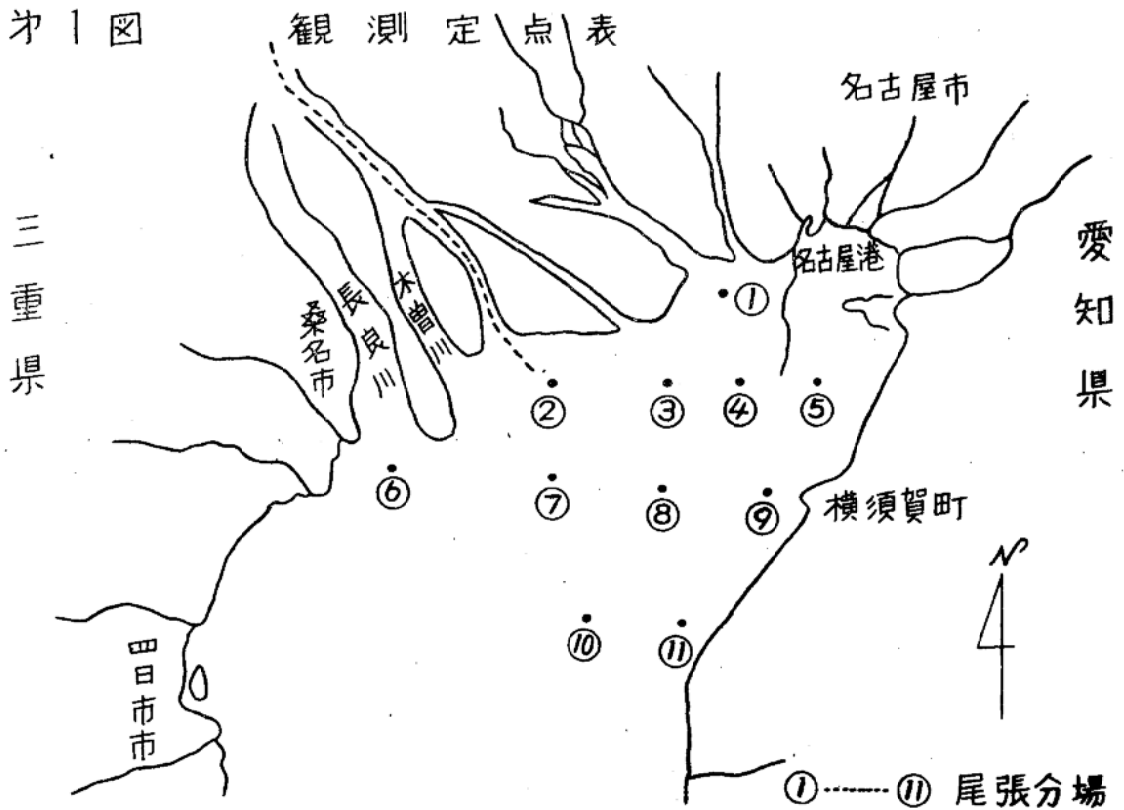 才1図 観測定点表
名古屋市
三重県
愛知県
名古屋港
桑名市
長良川
木曽川
①
② ③ ④ ⑤
⑥ ⑦ ⑧ ⑨
横須賀町
N
⑩ ⑪
四日市市
①------⑪ 尾張分場